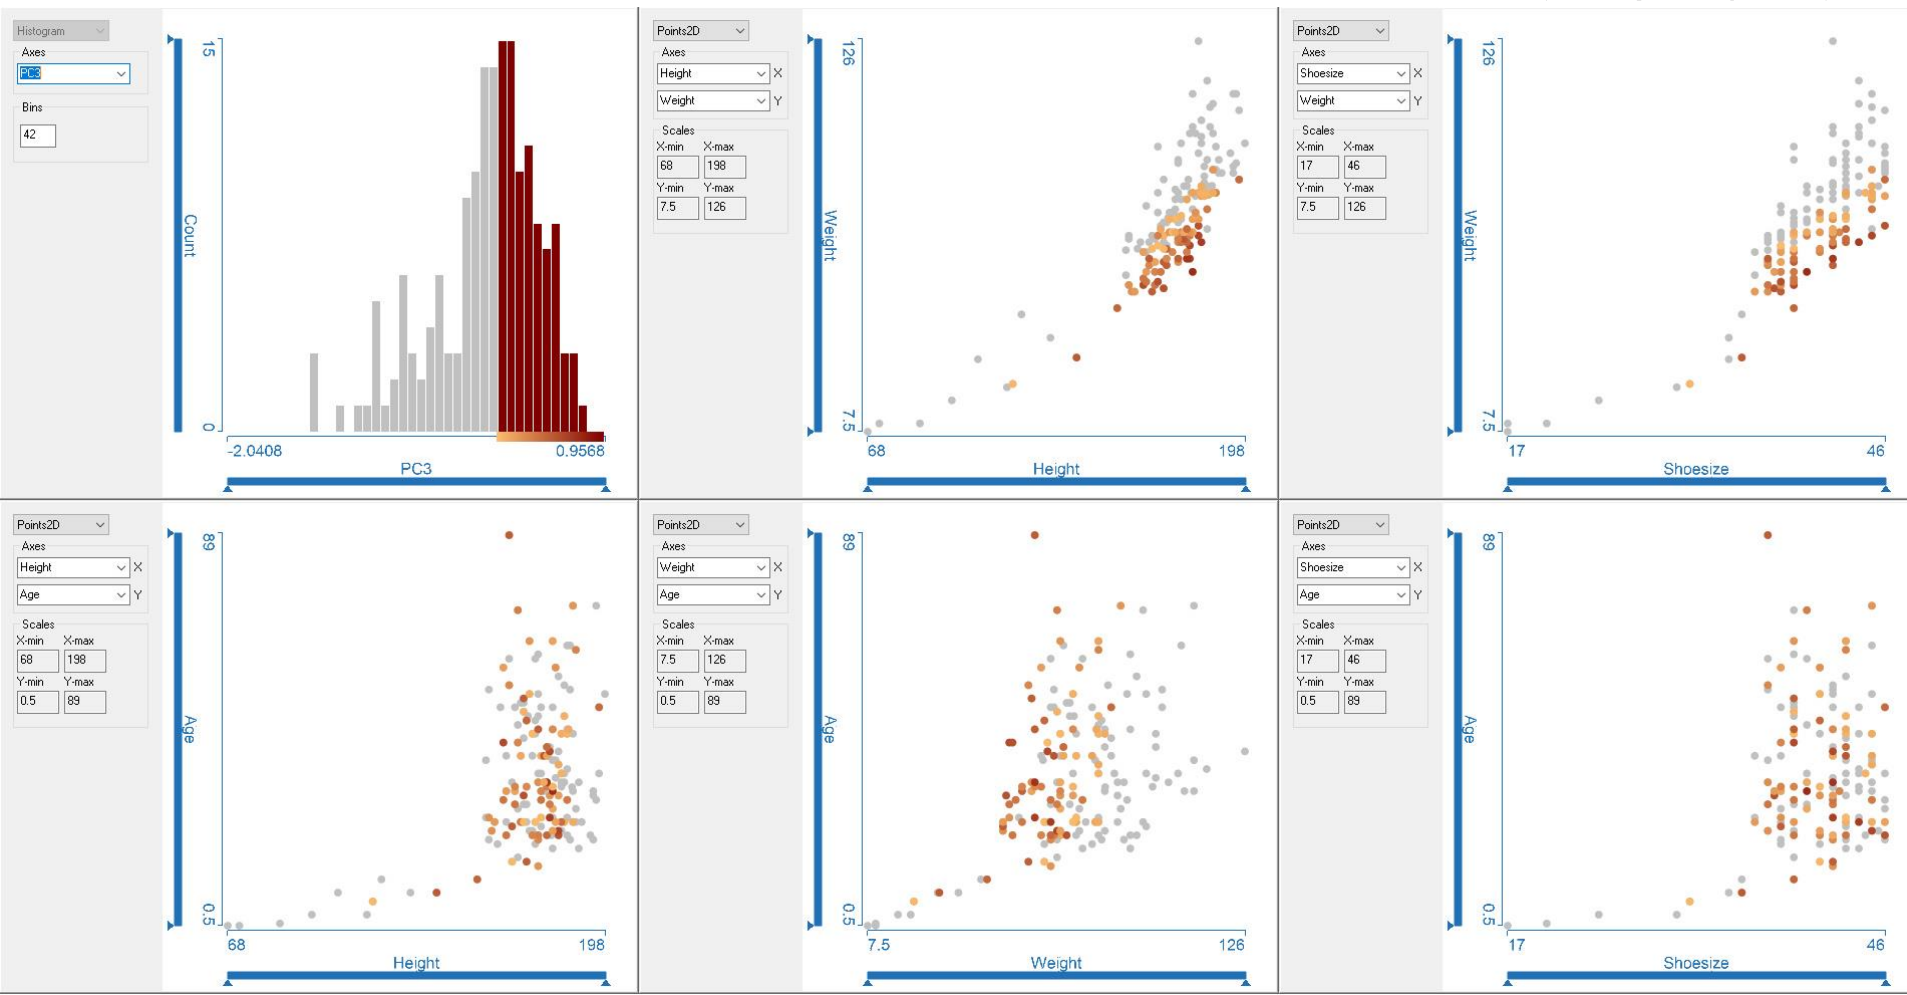 Histogram
Axes
PC3
Bins
42
15
Count
0
-2.0408
0.9568
PC3
Points2D
Axes
Height X
Weight Y
Scales
X-min X-max
68 198
Y-min Y-max
7.5 126
126
Weight
7.5
68 198
Height
Points2D
Axes
Shoesize X
Weight Y
Scales
X-min X-max
17 46
Y-min Y-max
7.5 126
126
Weight
7.5
17 46
Shoesize
Points2D
Axes
Height X
Age Y
Scales
X-min X-max
68 198
Y-min Y-max
0.5 89
89
Age
0.5
68 198
Height
Points2D
Axes
Weight X
Age Y
Scales
X-min X-max
7.5 126
Y-min Y-max
0.5 89
89
Age
0.5
7.5 126
Weight
Points2D
Axes
Shoesize X
Age Y
Scales
X-min X-max
17 46
Y-min Y-max
0.5 89
89
Age
0.5
17 46
Shoesize